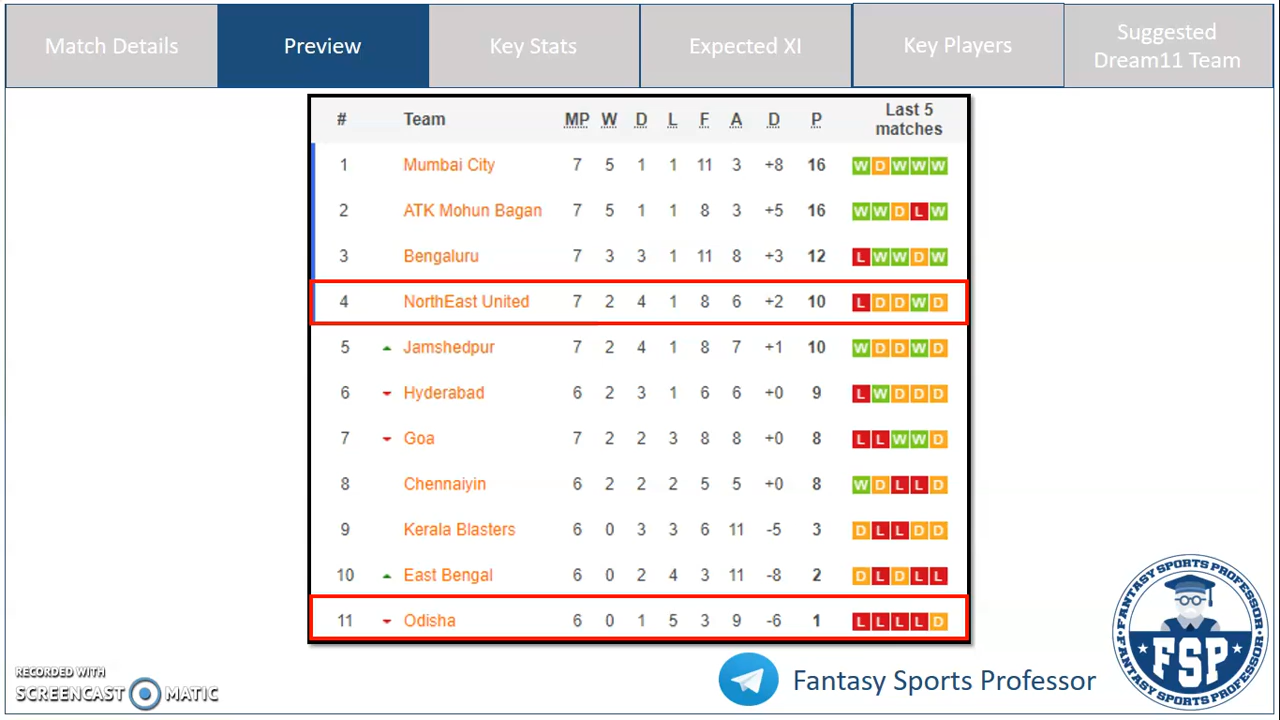 Match Details
Preview
Key Stats
Expected XI
Key Players
Suggested
Dream11 Team
# Team MP W D L F A D P Last 5
matches
1 Mumbai City 7 5 1 1 11 3 +8 16 W D W W W
2 ATK Mohun Bagan 7 5 1 1 8 3 +5 16 W W D L W
3 Bengaluru 7 3 3 1 11 8 +3 12 L W W D W
4 NorthEast United 7 2 4 1 8 6 +2 10 L D D W D
5 Jamshedpur 7 2 4 1 8 7 +1 10 W D D W D
6 Hyderabad 6 2 3 1 6 6 +0 9 L W D D D
7 Goa 7 2 2 3 8 8 +0 8 L L W W D
8 Chennaiyin 6 2 2 2 5 5 +0 8 W D L L D
9 Kerala Blasters 6 0 3 3 6 11 -5 3 D L L D D
10 East Bengal 6 0 2 4 3 11 -8 2 D L D L L
11 Odisha 6 0 1 5 3 9 -6 1 L L L L D
RECORDED WITH
SCREENCAST MATIC
Fantasy Sports Professor
FANTASY SPORTS PROFESSOR
FANTASY SPORTS PROFESSOR
FSP